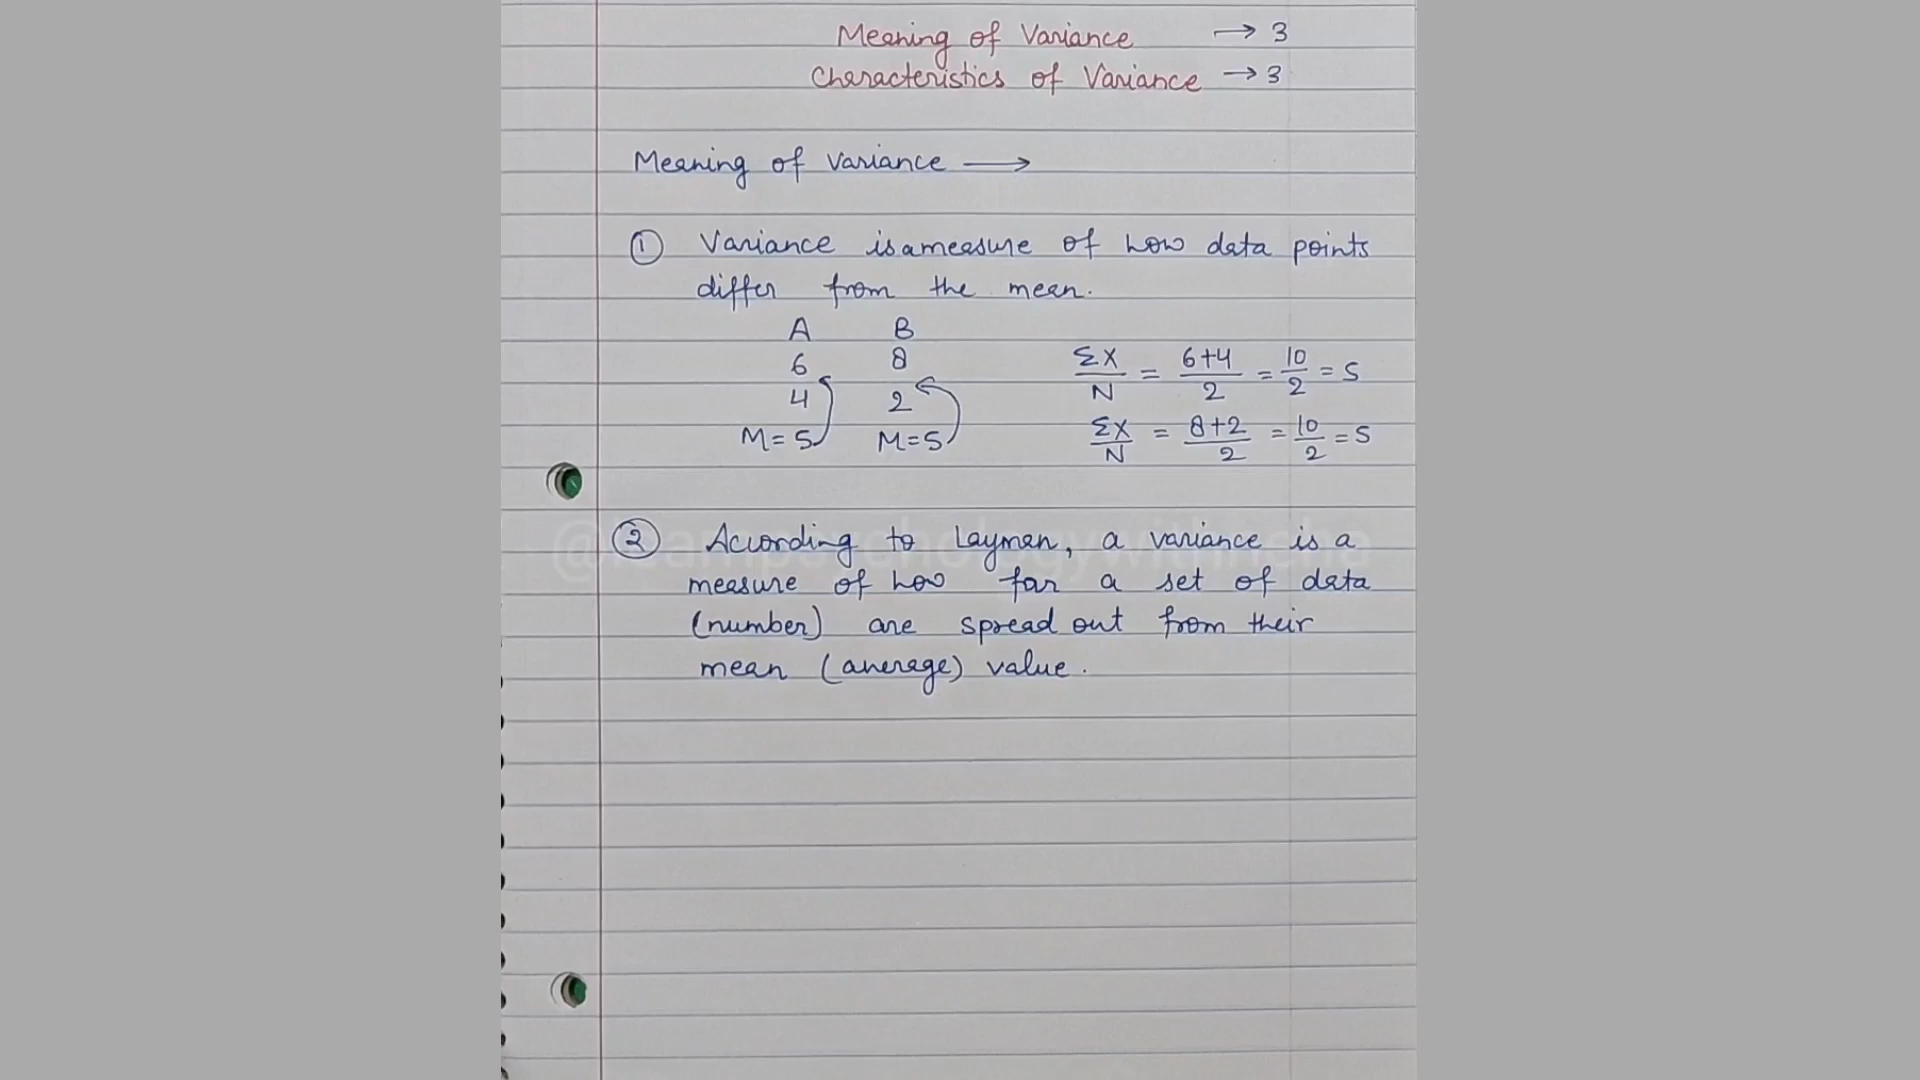 Meaning of Variance → 3
Characteristics of Variance → 3
Meaning of Variance →
① Variance is a measure of how data points
differ from the mean.
A B
6 8
4 2
M=5 M=5
ΣX/N = 6+4/2 = 10/2 = 5
ΣX/N = 8+2/2 = 10/2 = 5
② According to Layman, a variance is a
measure of how far a set of data
(number) are spread out from their
mean (average) value.
@learnpsychologywithneha